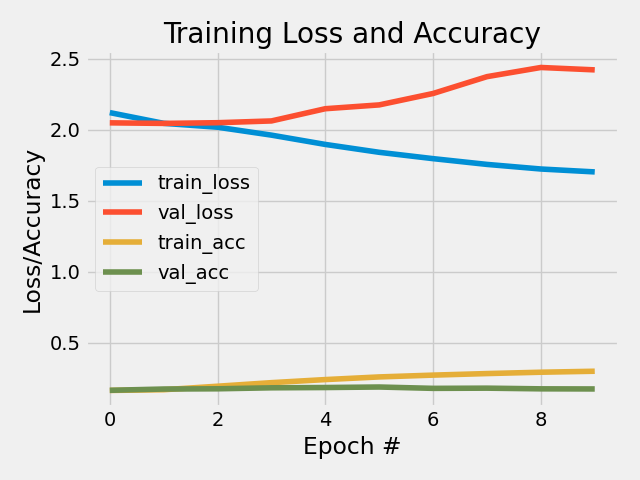 Training Loss and Accuracy
2.5
2.0
1.5
1.0
0.5
Loss/Accuracy
train_loss
val_loss
train_acc
val_acc
0 2 4 6 8
Epoch #